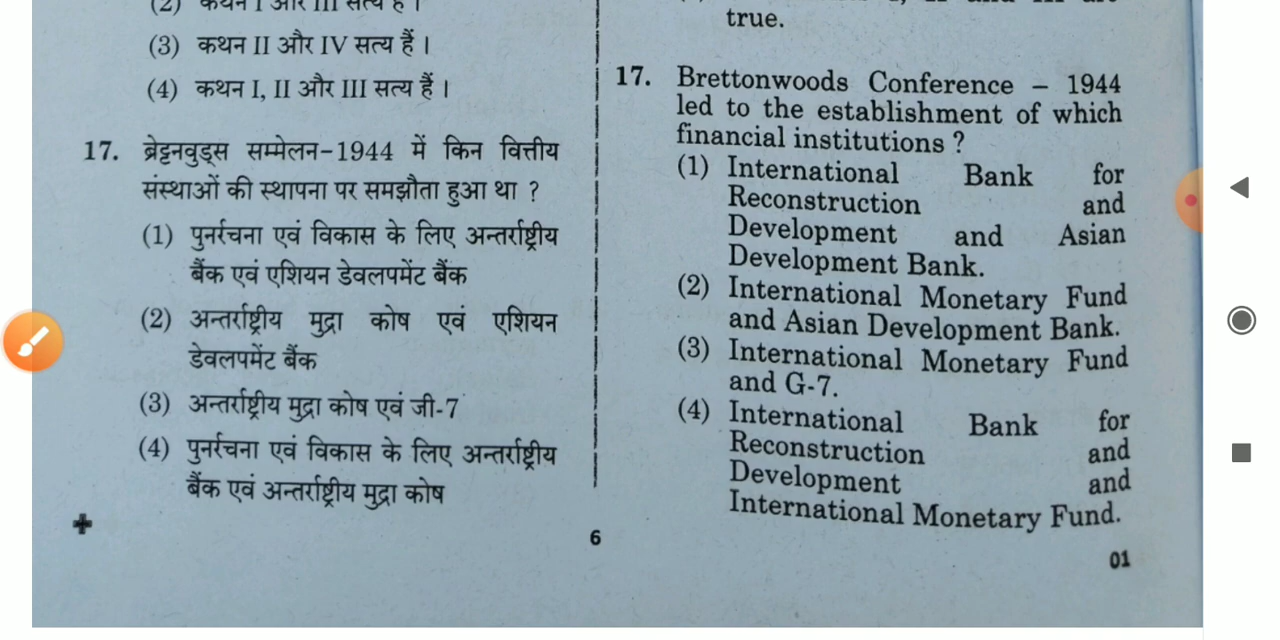 (2) कथन I और III सत्य हैं।
(3) कथन II और IV सत्य हैं।
(4) कथन I, II और III सत्य हैं।
17. ब्रेट्टनवुड्स सम्मेलन-1944 में किन वित्तीय
संस्थाओं की स्थापना पर समझौता हुआ था ?
(1) पुनर्रचना एवं विकास के लिए अन्तर्राष्ट्रीय
बैंक एवं एशियन डेवलपमेंट बैंक
(2) अन्तर्राष्ट्रीय मुद्रा कोष एवं एशियन
डेवलपमेंट बैंक
(3) अन्तर्राष्ट्रीय मुद्रा कोष एवं जी-7
(4) पुनर्रचना एवं विकास के लिए अन्तर्राष्ट्रीय
बैंक एवं अन्तर्राष्ट्रीय मुद्रा कोष
true.
17. Brettonwoods Conference – 1944
led to the establishment of which
financial institutions ?
(1) International Bank for
Reconstruction and
Development and Asian
Development Bank.
(2) International Monetary Fund
and Asian Development Bank.
(3) International Monetary Fund
and G-7.
(4) International Bank for
Reconstruction and
Development and
International Monetary Fund.
6
01